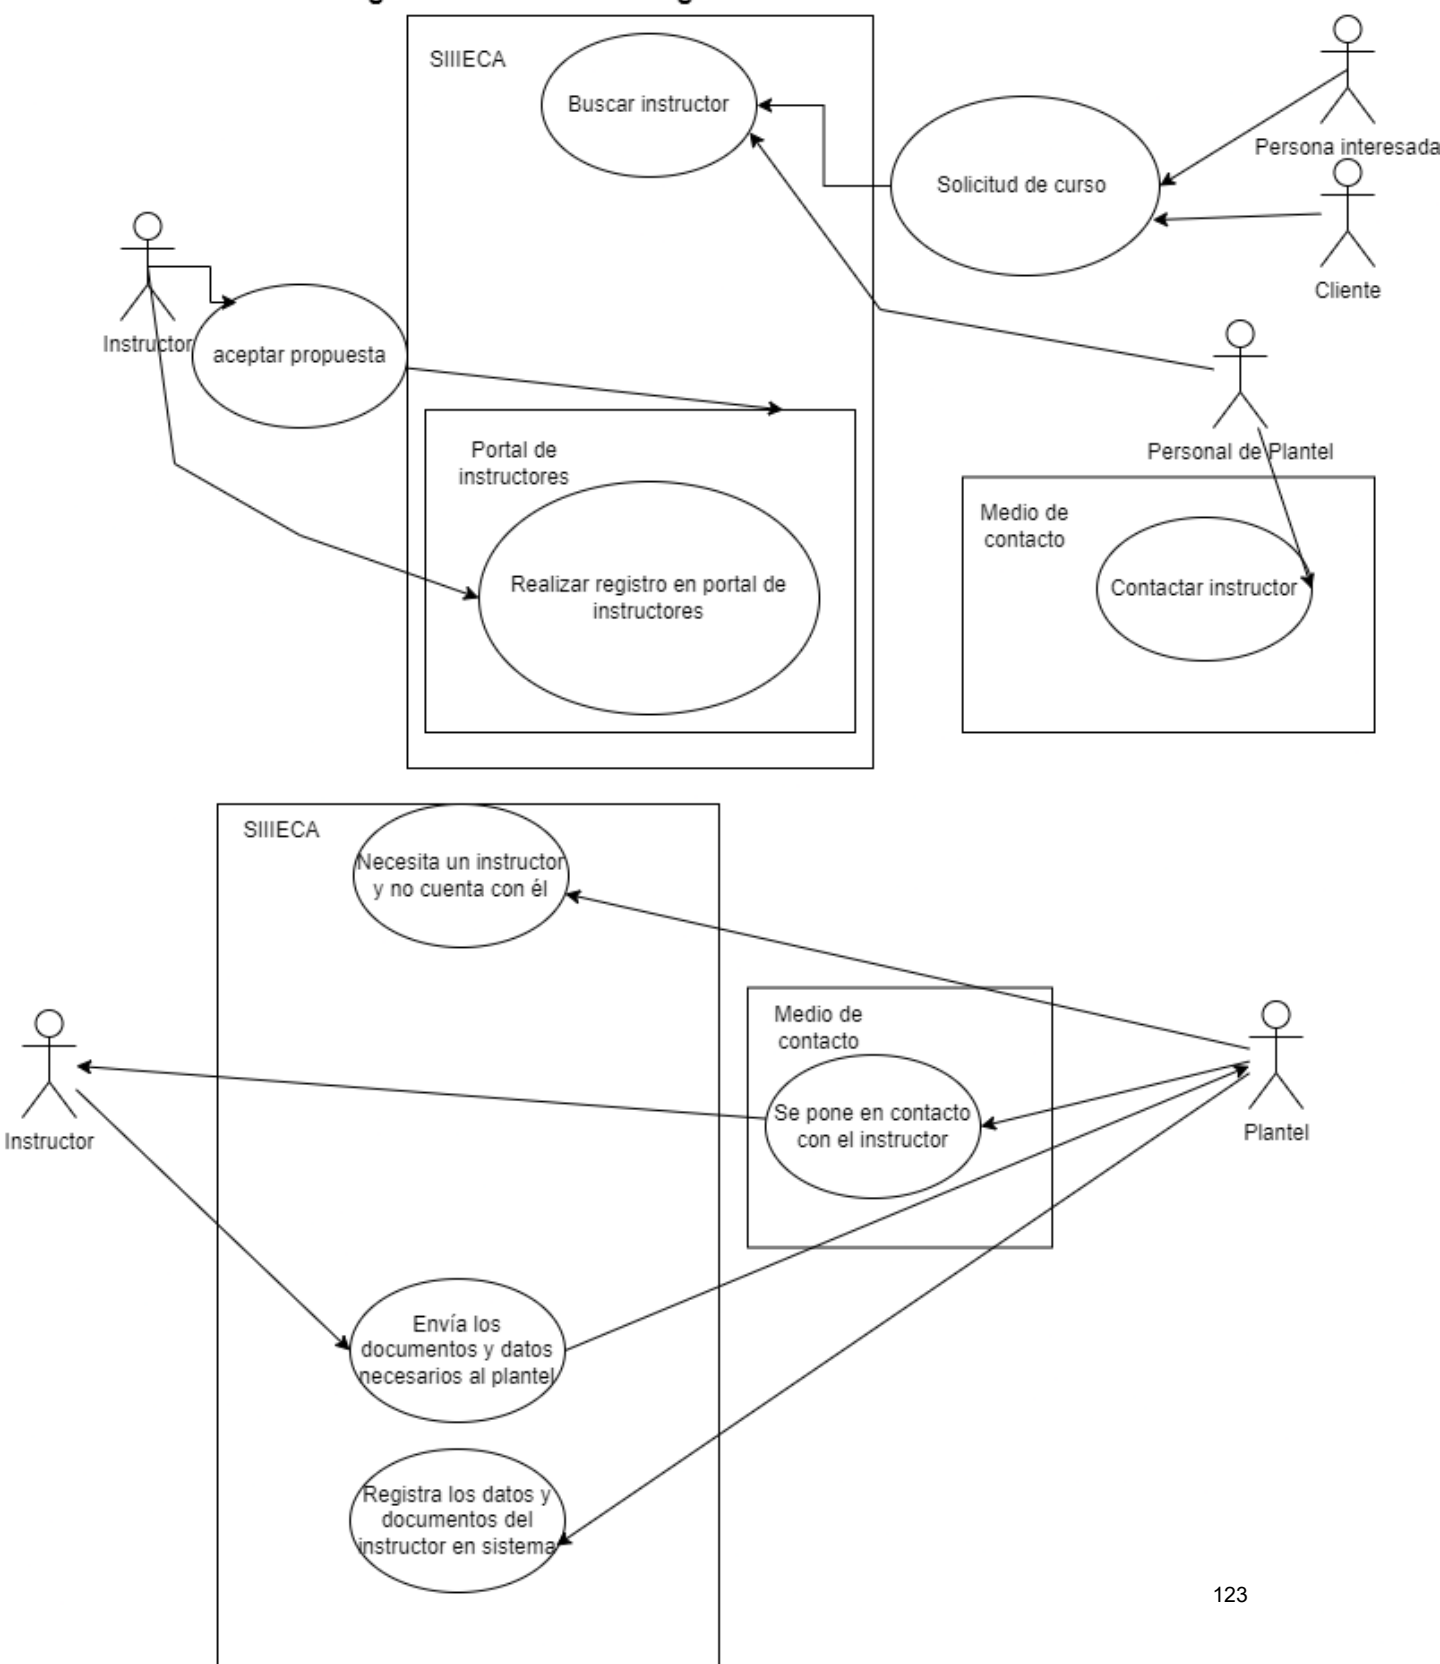 SIIIECA
Buscar instructor
Solicitud de curso
Persona interesada
Cliente
Instructor
aceptar propuesta
Personal de Plantel
Portal de
instructores
Realizar registro en portal de
instructores
Medio de
contacto
Contactar instructor
SIIIECA
Necesita un instructor
y no cuenta con él
Medio de
contacto
Se pone en contacto
con el instructor
Instructor
Plantel
Envía los
documentos y datos
necesarios al plantel
Registra los datos y
documentos del
instructor en sistema
123